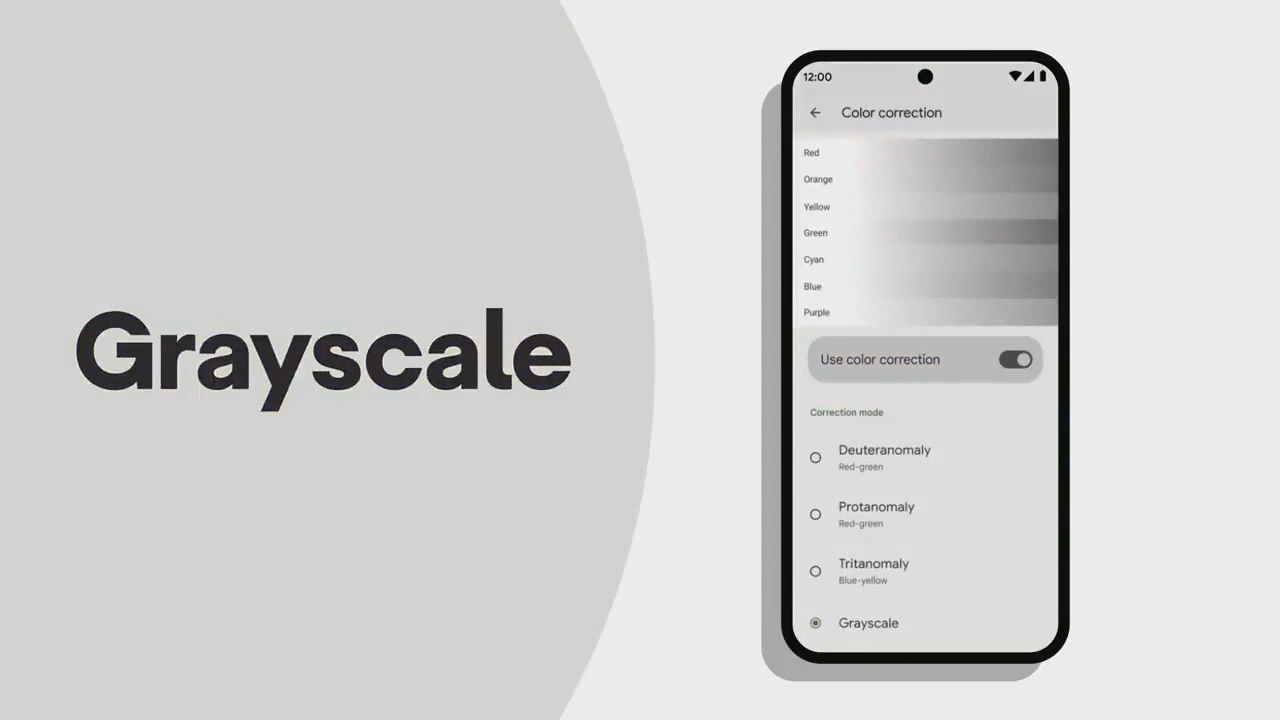 Grayscale
12:00
Color correction
Red
Orange
Yellow
Green
Cyan
Blue
Purple
Use color correction
Correction mode
Deuteranomaly
Red-green
Protanomaly
Red-green
Tritanomaly
Blue-yellow
Grayscale